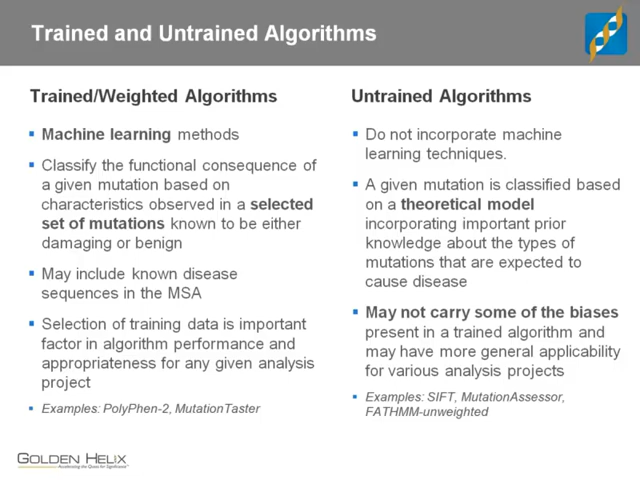 Trained and Untrained Algorithms
Trained/Weighted Algorithms
Machine learning methods
Classify the functional consequence of
a given mutation based on
characteristics observed in a selected
set of mutations known to be either
damaging or benign
May include known disease
sequences in the MSA
Selection of training data is important
factor in algorithm performance and
appropriateness for any given analysis
project
Examples: PolyPhen-2, MutationTaster
Untrained Algorithms
Do not incorporate machine
learning techniques.
A given mutation is classified based
on a theoretical model
incorporating important prior
knowledge about the types of
mutations that are expected to
cause disease
May not carry some of the biases
present in a trained algorithm and
may have more general applicability
for various analysis projects
Examples: SIFT, MutationAssessor,
FATHMM-unweighted
GOLDEN HELIX
Accelerating the Quest for Significance™